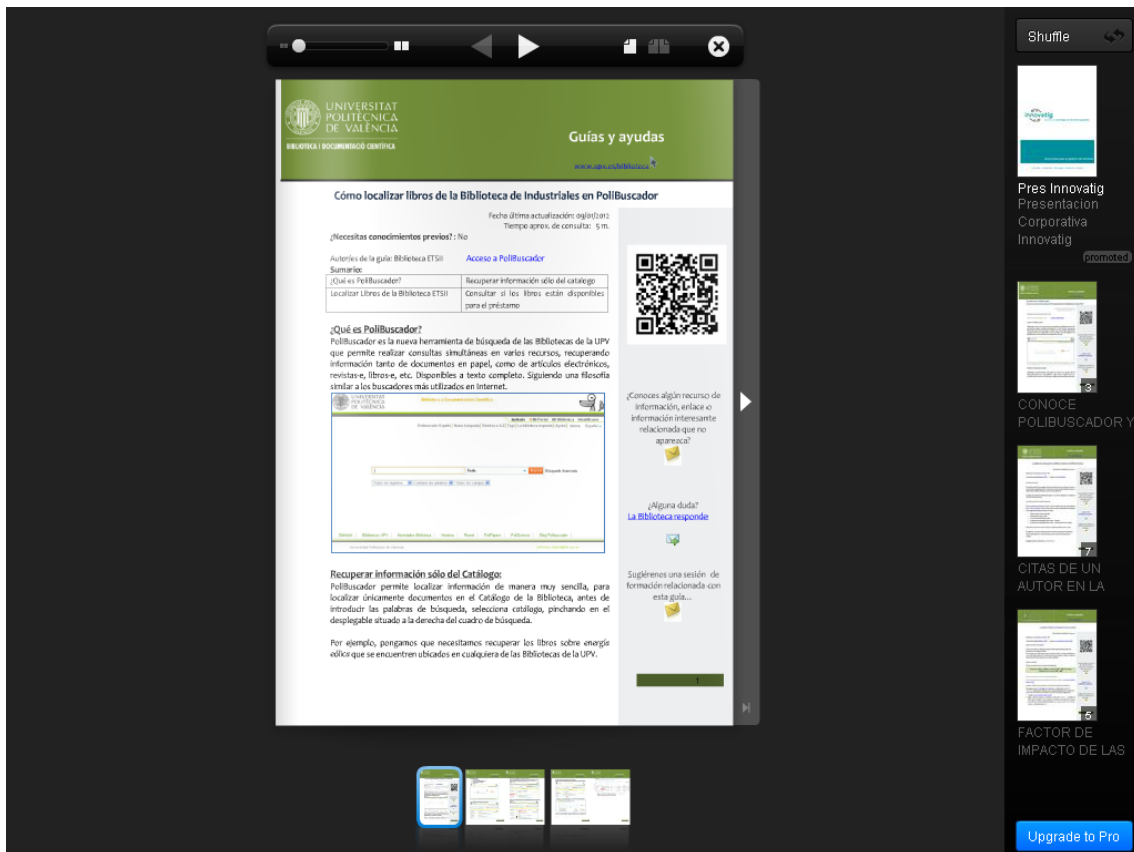 Shuffle
UNIVERSITAT
POLITÈCNICA
DE VALÈNCIA
BIBLIOTECA I DOCUMENTACIÓ CIENTÍFICA
Guías y ayudas
www.upv.es/biblioteca
Cómo localizar libros de la Biblioteca de Industriales en PoliBuscador
Fecha última actualización: 09/01/2012
Tiempo aprox. de consulta: 5 m.
¿Necesitas conocimientos previos? : No
Autor/es de la guía: Biblioteca ETSII Acceso a PoliBuscador
Sumario:
¿Qué es PoliBuscador? Recuperar información sólo del catalogo
Localizar Libros de la Biblioteca ETSII Consultar si los libros están disponibles
para el préstamo
¿Qué es PoliBuscador?
PoliBuscador es la nueva herramienta de búsqueda de las Bibliotecas de la UPV
que permite realizar consultas simultáneas en varios recursos, recuperando
información tanto de documentos en papel, como de artículos electrónicos,
revistas-e, libros-e, etc. Disponibles a texto completo. Siguiendo una filosofía
similar a los buscadores más utilizados en Internet.
UNIVERSITAT
POLITÈCNICA
DE VALÈNCIA
Recuperar información sólo del Catálogo:
PoliBuscador permite localizar información de manera muy sencilla, para
localizar únicamente documentos en el Catálogo de la Biblioteca, antes de
introducir las palabras de búsqueda, selecciona catálogo, pinchando en el
desplegable situado a la derecha del cuadro de búsqueda.
Por ejemplo, pongamos que necesitamos recuperar los libros sobre energía
eólica que se encuentren ubicados en cualquiera de las Bibliotecas de la UPV.
¿Conoces algún recurso de
información, enlace o
información interesante
relacionada que no
aparezca?
¿Alguna duda?
La Biblioteca responde
Sugiérenos una sesión de
formación relacionada con
esta guía...
1
innovatig
Pres Innovatig
Presentacion
Corporativa
Innovatig
promoted
3
CONOCE
POLIBUSCADOR Y
7
CITAS DE UN
AUTOR EN LA
5
FACTOR DE
IMPACTO DE LAS
Upgrade to Pro